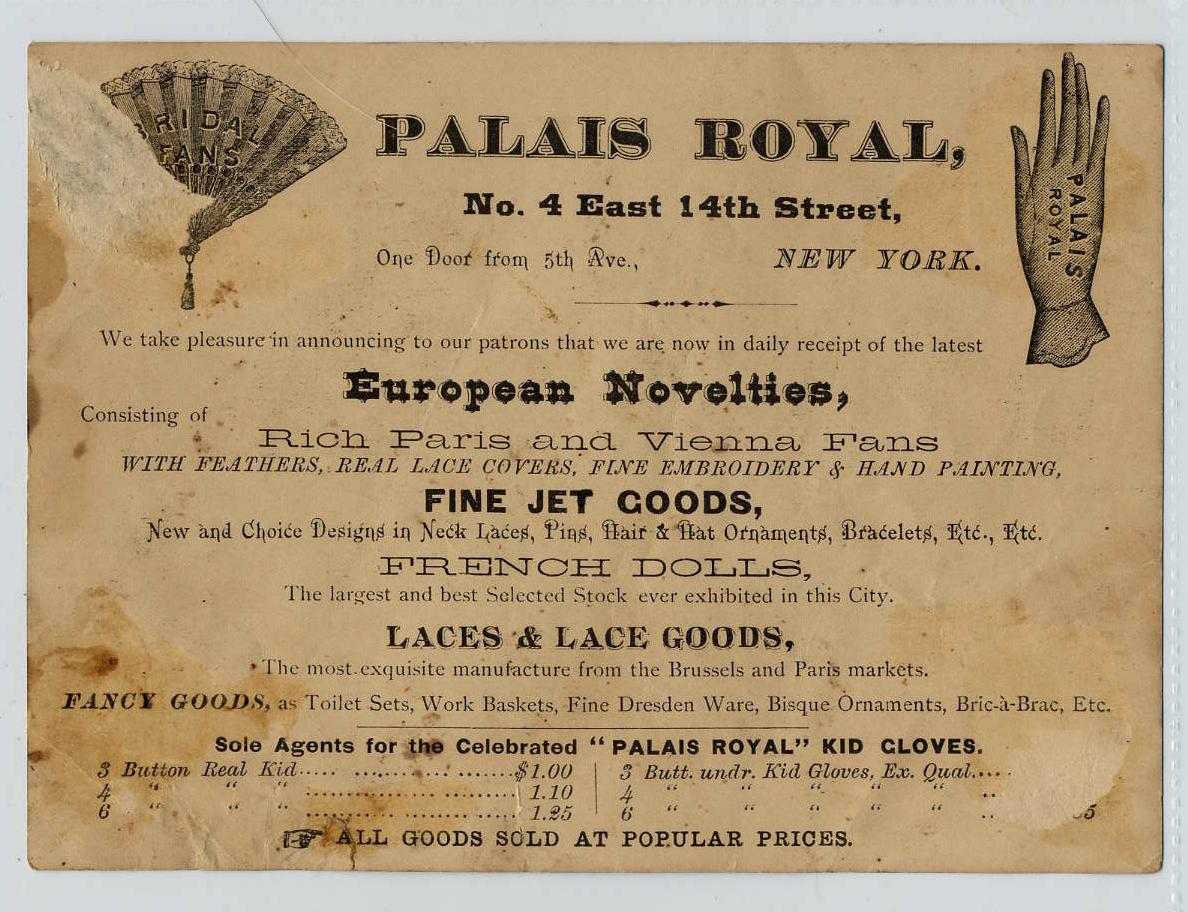 BRIDAL
FANS
PALAIS ROYAL,
No. 4 East 14th Street,
One Door from 5th Ave., NEW YORK.
PALAIS
ROYAL
We take pleasure in announcing to our patrons that we are now in daily receipt of the latest
European Novelties,
Consisting of
Rich Paris and Vienna Fans
WITH FEATHERS, REAL LACE COVERS, FINE EMBROIDERY & HAND PAINTING,
FINE JET GOODS,
New and Choice Designs in Neck Laces, Pins, Hair & Hat Ornaments, Bracelets, Etc., Etc.
FRENCH DOLLS,
The largest and best Selected Stock ever exhibited in this City.
LACES & LACE GOODS,
The most exquisite manufacture from the Brussels and Paris markets.
FANCY GOODS, as Toilet Sets, Work Baskets, Fine Dresden Ware, Bisque Ornaments, Bric-à-Brac, Etc.
Sole Agents for the Celebrated "PALAIS ROYAL" KID GLOVES.
3 Button Real Kid..... .................... $1.00 | 3 Butt. undr. Kid Gloves, Ex. Qual.....
4 " " " .......................... 1.10 | 4 " " " " " ..
6 " " " .......................... 1.25 | 6 " " " " " .. 5
ALL GOODS SOLD AT POPULAR PRICES.